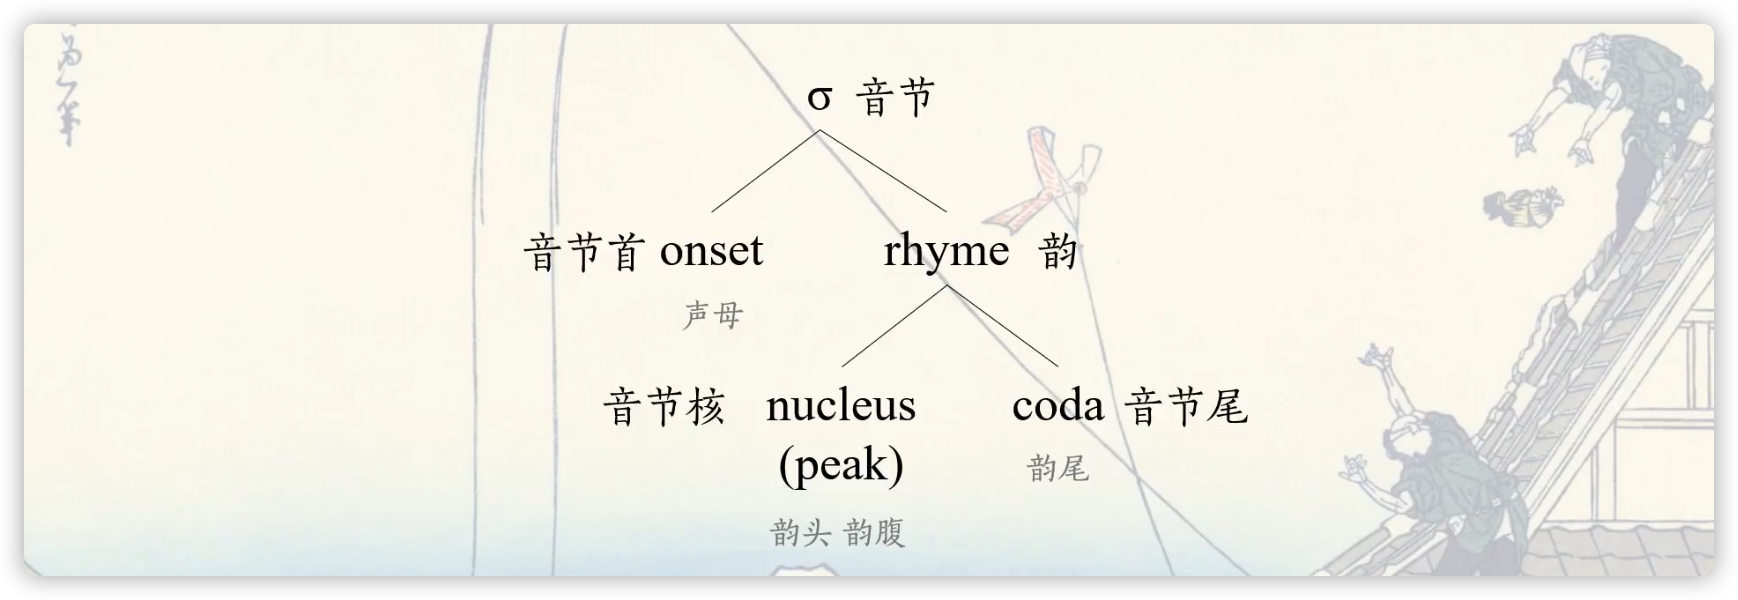 σ 音节
音节首 onset rhyme 韵
声母
音节核 nucleus coda 音节尾
(peak) 韵尾
韵头 韵腹